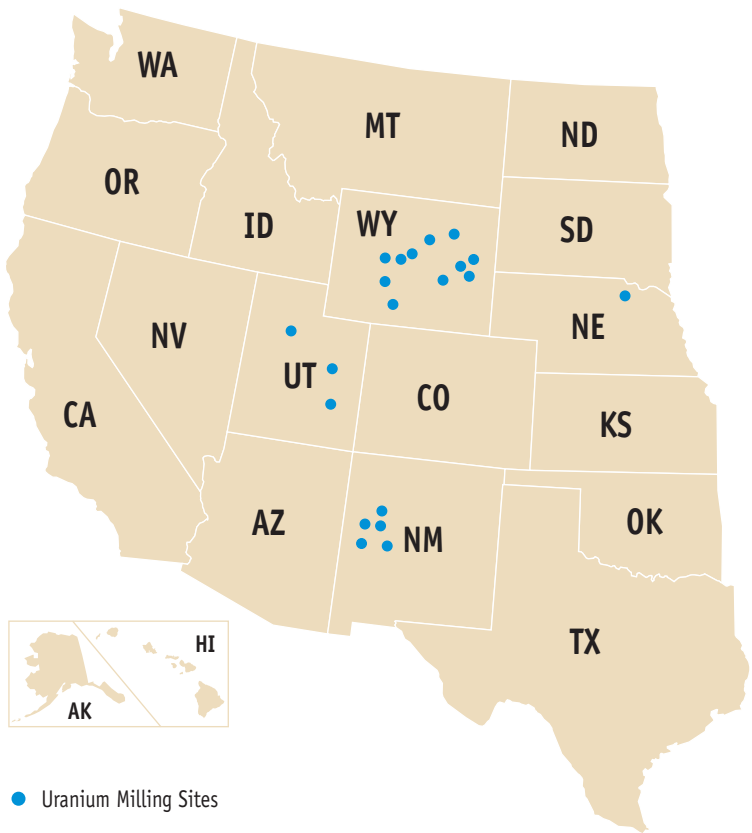 WA
MT
ND
OR
ID
WY
SD
NE
NV
UT
CO
CA
KS
AZ
NM
OK
TX
HI
AK
Uranium Milling Sites